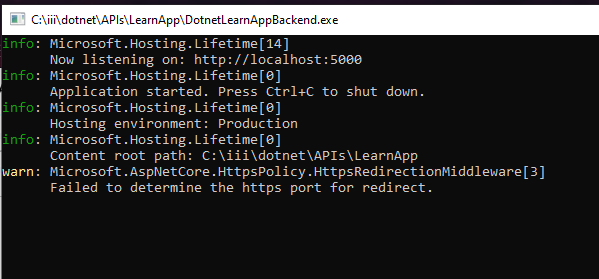 C:\iii\dotnet\APIs\LearnApp\DotnetLearnAppBackend.exe
info: Microsoft.Hosting.Lifetime[14]
Now listening on: http://localhost:5000
info: Microsoft.Hosting.Lifetime[0]
Application started. Press Ctrl+C to shut down.
info: Microsoft.Hosting.Lifetime[0]
Hosting environment: Production
info: Microsoft.Hosting.Lifetime[0]
Content root path: C:\iii\dotnet\APIs\LearnApp
warn: Microsoft.AspNetCore.HttpsPolicy.HttpsRedirectionMiddleware[3]
Failed to determine the https port for redirect.